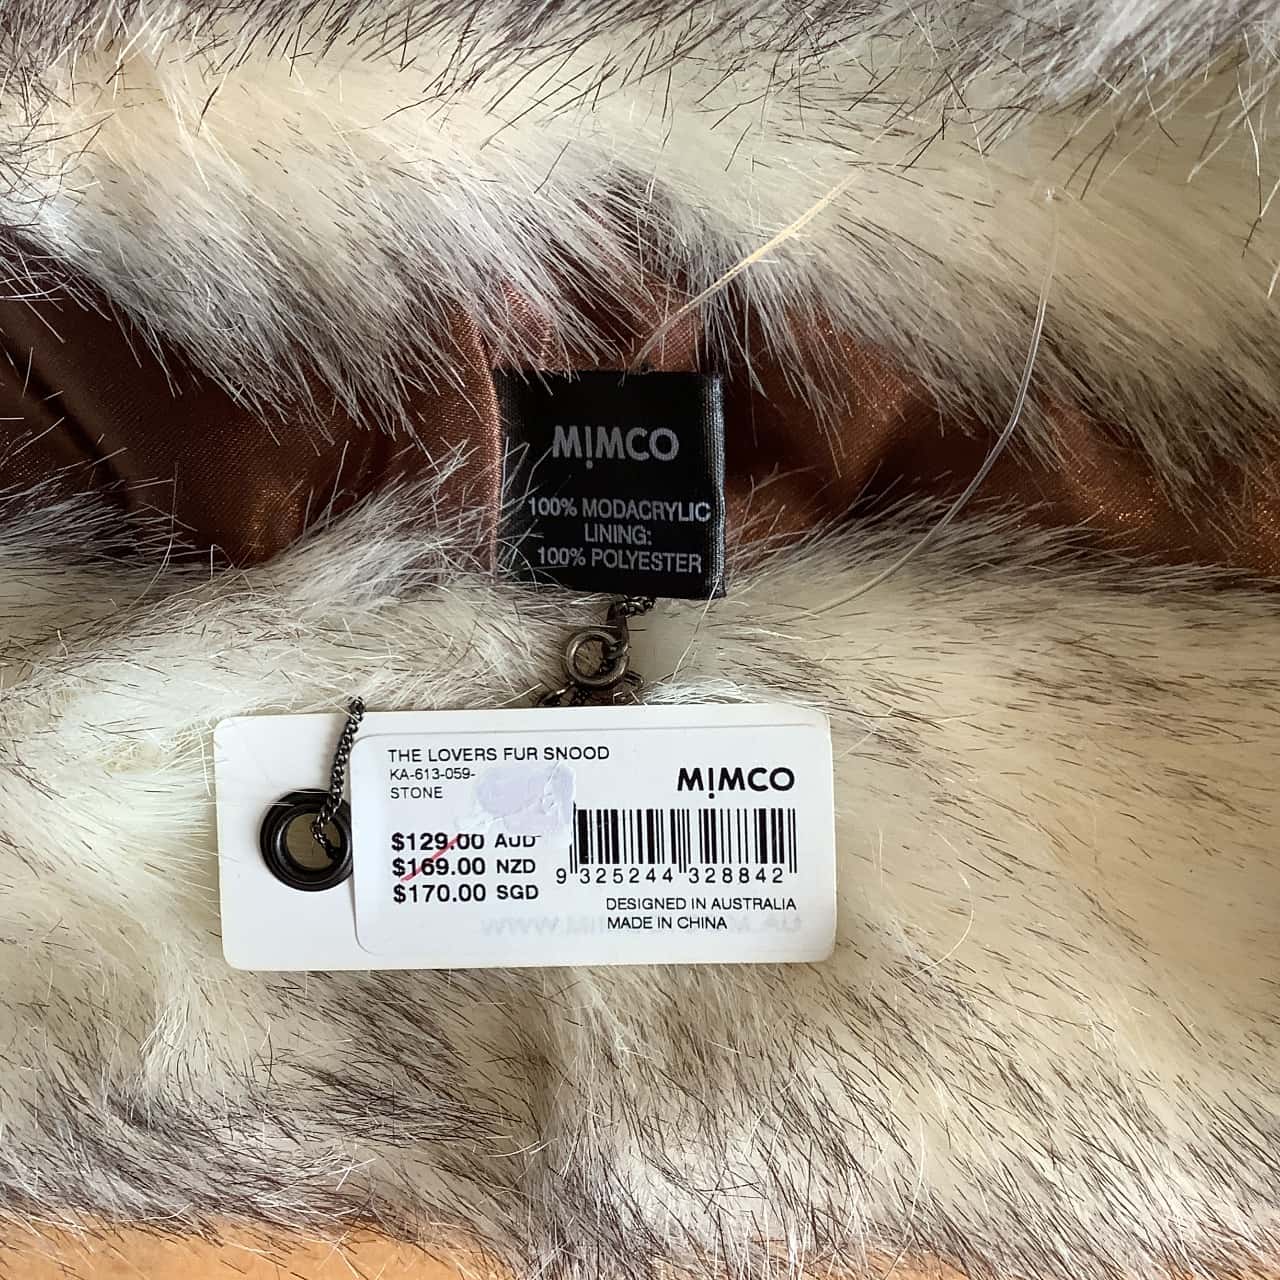 MIMCO
100% MODACRYLIC
LINING:
100% POLYESTER
THE LOVERS FUR SNOOD
KA-613-059-
STONE
MIMCO
$129.00 AUD
$169.00 NZD
$170.00 SGD
9 325244 328842
DESIGNED IN AUSTRALIA
MADE IN CHINA